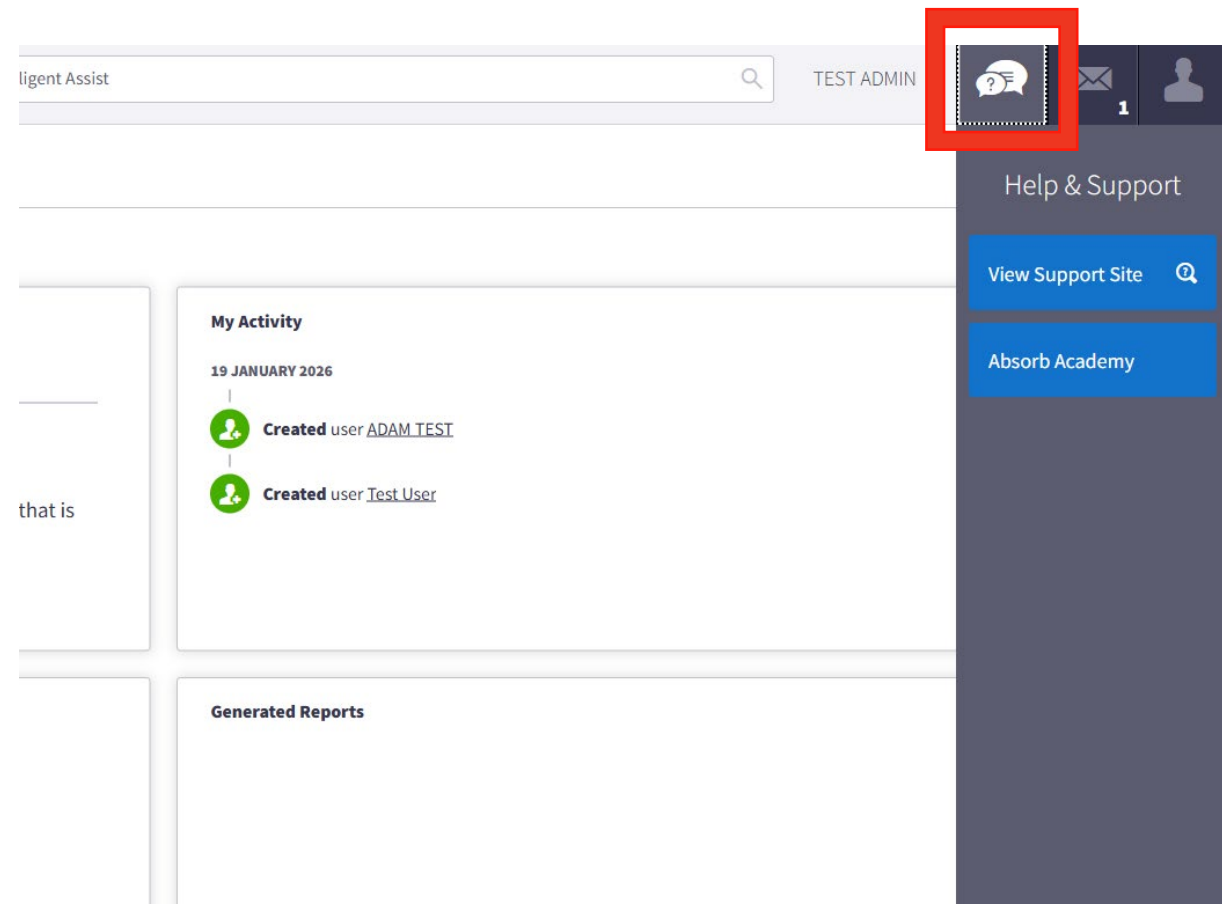 ligent Assist
TEST ADMIN
?
1
Help & Support
View Support Site
?
Absorb Academy
My Activity
19 JANUARY 2026
Created user ADAM TEST
Created user Test User
that is
Generated Reports